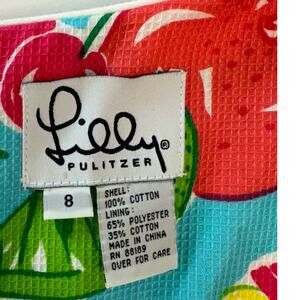 Lilly®
PULITZER
8
SHELL:
100% COTTON
LINING:
65% POLYESTER
35% COTTON
MADE IN CHINA
RN 88189
OVER FOR CARE